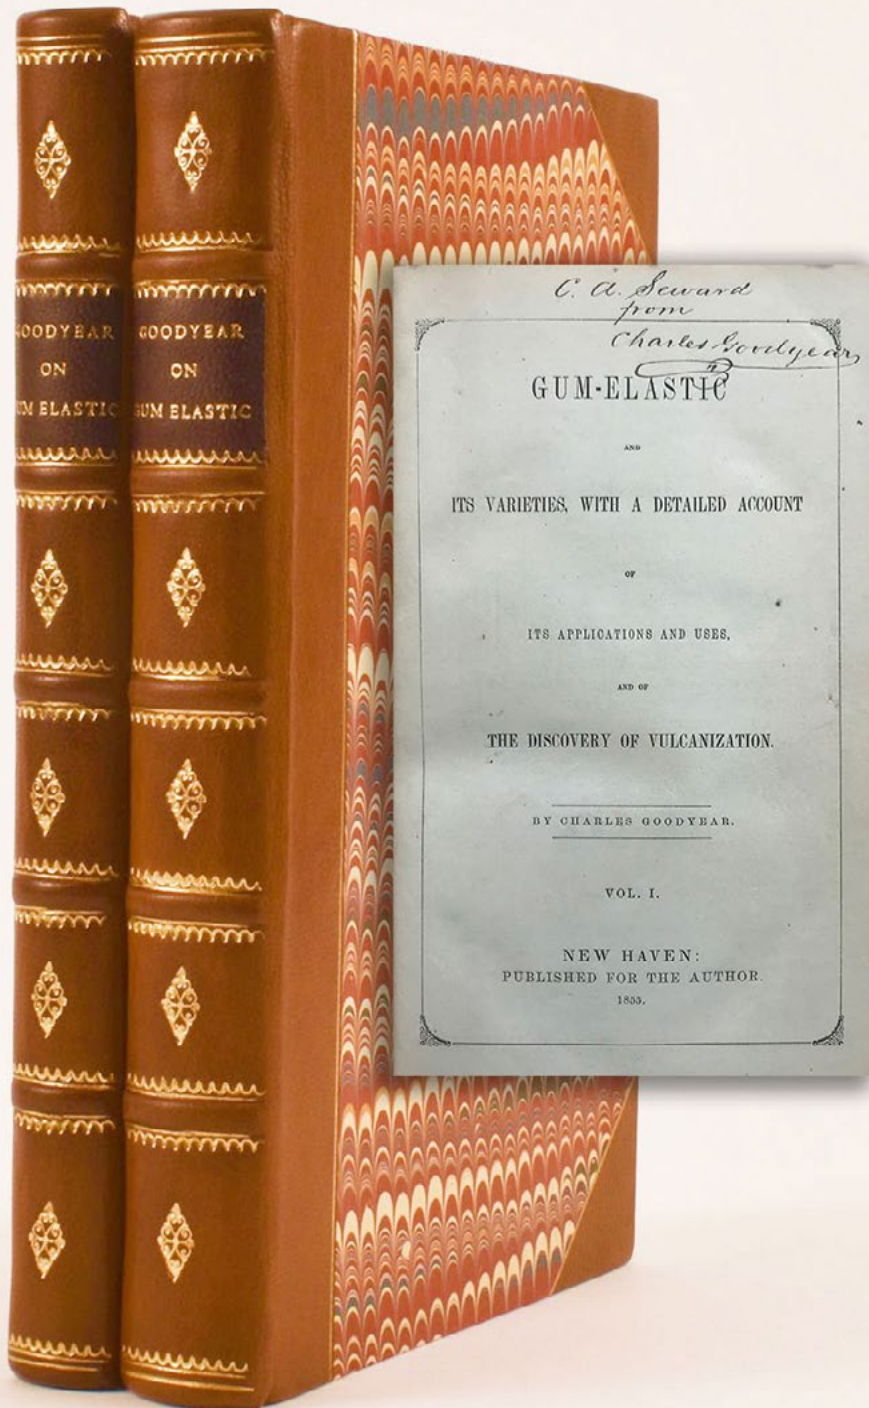 GOODYEAR
ON
GUM ELASTIC
GOODYEAR
ON
GUM ELASTIC
C. A. Seward
from
Charles Goodyear
GUM-ELASTIC
AND
ITS VARIETIES, WITH A DETAILED ACCOUNT
OF
ITS APPLICATIONS AND USES,
AND OF
THE DISCOVERY OF VULCANIZATION.
BY CHARLES GOODYEAR.
VOL. I.
NEW HAVEN:
PUBLISHED FOR THE AUTHOR.
1855.